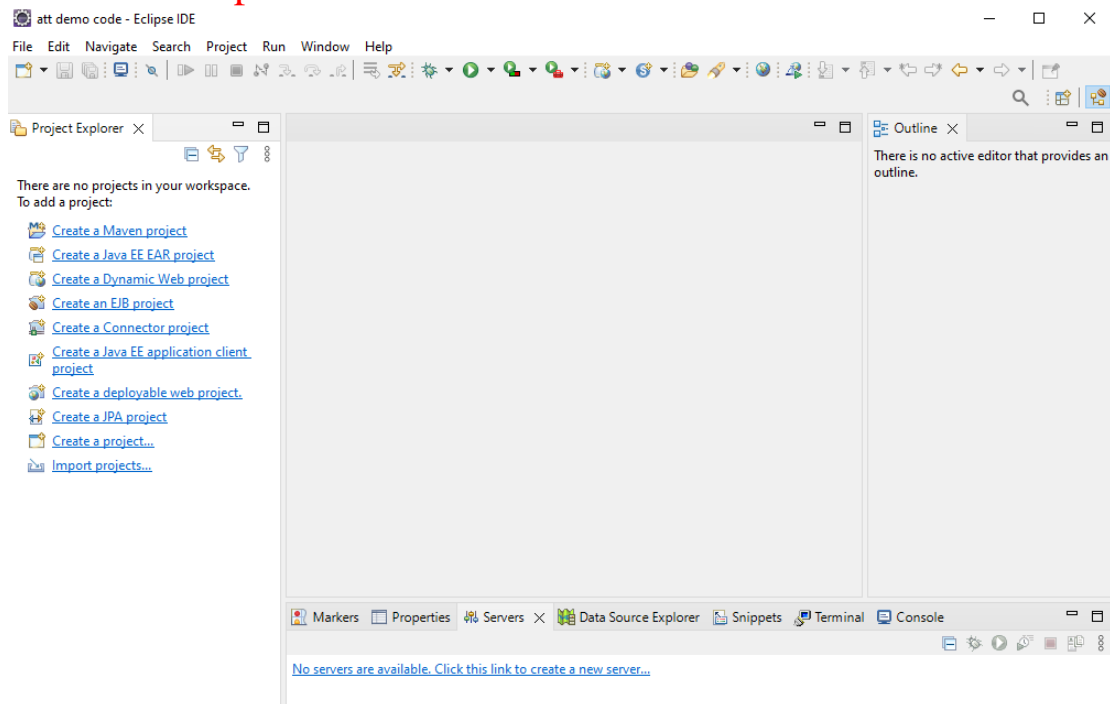 att demo code - Eclipse IDE
File Edit Navigate Search Project Run Window Help
Project Explorer
There are no projects in your workspace.
To add a project:
Create a Maven project
Create a Java EE EAR project
Create a Dynamic Web project
Create an EJB project
Create a Connector project
Create a Java EE application client
project
Create a deployable web project.
Create a JPA project
Create a project...
Import projects...
Outline
There is no active editor that provides an
outline.
Markers Properties Servers Data Source Explorer Snippets Terminal Console
No servers are available. Click this link to create a new server...